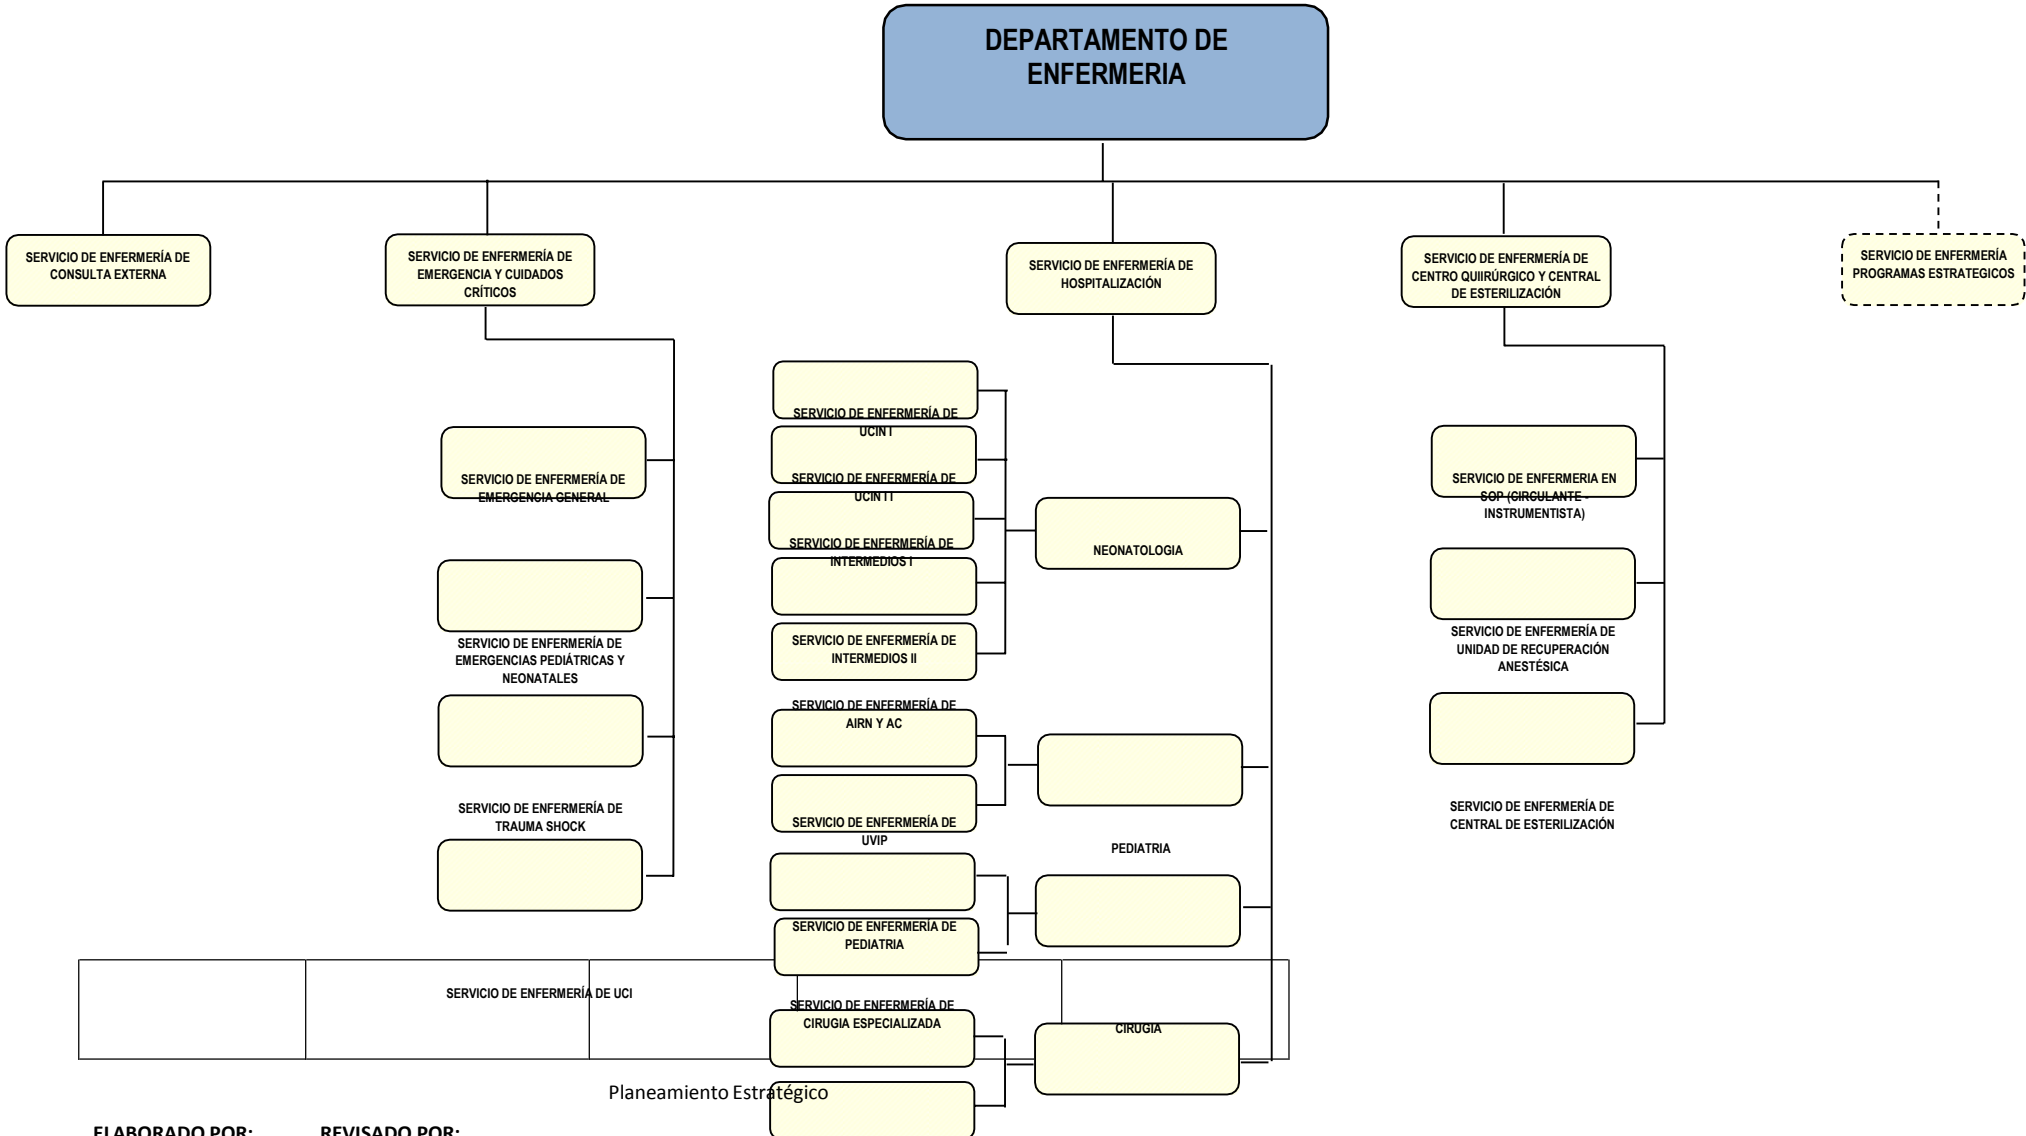 DEPARTAMENTO DE
ENFERMERIA
SERVICIO DE ENFERMERÍA DE
CONSULTA EXTERNA
SERVICIO DE ENFERMERÍA DE
EMERGENCIA Y CUIDADOS
CRÍTICOS
SERVICIO DE ENFERMERÍA DE
HOSPITALIZACIÓN
SERVICIO DE ENFERMERÍA DE
CENTRO QUIIRÚRGICO Y CENTRAL
DE ESTERILIZACIÓN
SERVICIO DE ENFERMERÍA
PROGRAMAS ESTRATEGICOS
SERVICIO DE ENFERMERÍA DE
EMERGENCIA GENERAL
SERVICIO DE ENFERMERÍA DE
EMERGENCIAS PEDIÁTRICAS Y
NEONATALES
SERVICIO DE ENFERMERÍA DE
TRAUMA SHOCK
SERVICIO DE ENFERMERÍA DE UCI
SERVICIO DE ENFERMERÍA DE
UCIN I
SERVICIO DE ENFERMERÍA DE
UCIN II
SERVICIO DE ENFERMERÍA DE
INTERMEDIOS I
SERVICIO DE ENFERMERÍA DE
INTERMEDIOS II
SERVICIO DE ENFERMERÍA DE
AIRN Y AC
SERVICIO DE ENFERMERÍA DE
UVIP
SERVICIO DE ENFERMERÍA DE
PEDIATRIA
SERVICIO DE ENFERMERÍA DE
CIRUGIA ESPECIALIZADA
NEONATOLOGIA
PEDIATRIA
CIRUGIA
SERVICIO DE ENFERMERIA EN
SOP (CIRCULANTE -
INSTRUMENTISTA)
SERVICIO DE ENFERMERÍA DE
UNIDAD DE RECUPERACIÓN
ANESTÉSICA
SERVICIO DE ENFERMERÍA DE
CENTRAL DE ESTERILIZACIÓN
Planeamiento Estratégico
ELABORADO POR:
REVISADO POR: